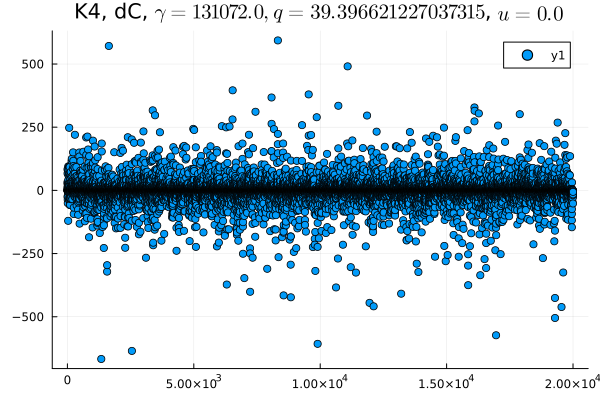 K4, dC, γ = 131072.0, q = 39.396621227037315, u = 0.0
y1
500
250
0
−250
−500
0 5.00×10³ 1.00×10⁴ 1.50×10⁴ 2.00×10⁴